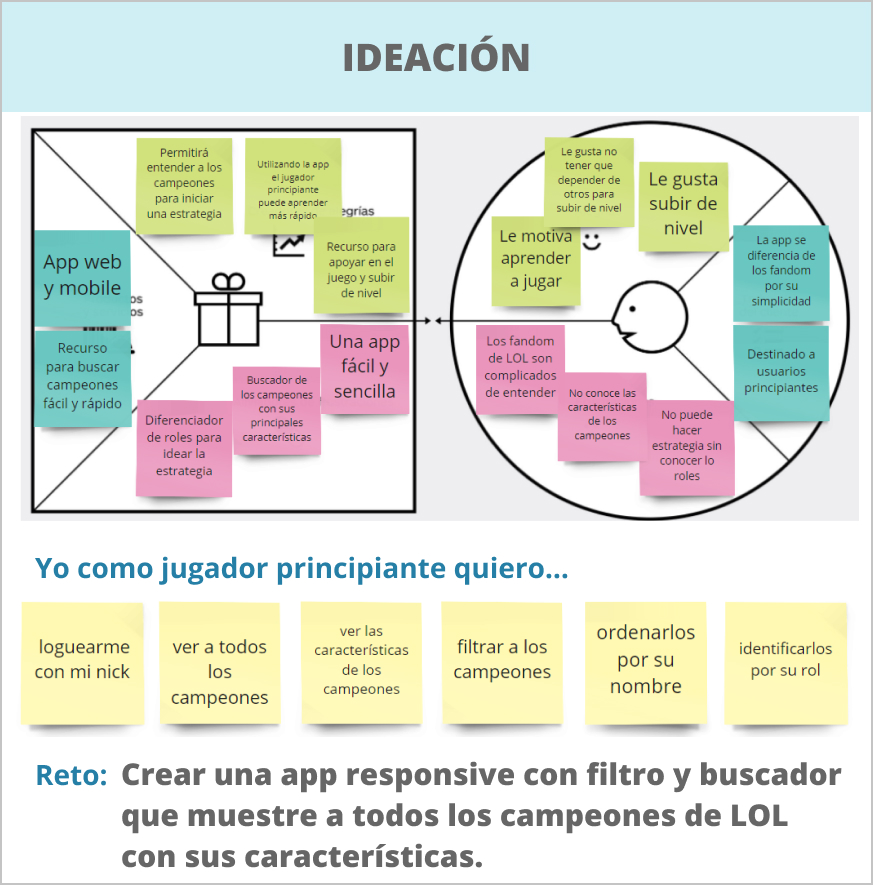 IDEACIÓN
Permitirá
entender a los
campeones
para iniciar
una estrategia
Utilizando la app
el jugador
principiante
puede aprender
más rápido
egrías
Recurso para
apoyar en el
juego y subir
de nivel
App web
y mobile
os
os
Recurso
para buscar
campeones
fácil y rápido
Una app
fácil y
sencilla
Buscador de
los campeones
con sus
principales
características
Diferenciador
de roles para
idear la
estrategia
Le gusta no
tener que
depender de
otros para
subir de nivel
Le gusta
subir de
nivel
Le motiva
aprender
a jugar
La app se
diferencia de
los fandom
por su
simplicidad
Destinado a
usuarios
principiantes
Los fandom
de LOL son
complicados
de entender
No conoce las
características
de los
campeones
No puede
hacer
estrategia sin
conocer lo
roles
Yo como jugador principiante quiero...
loguearme
con mi nick
ver a todos
los
campeones
ver las
características
de los
campeones
filtrar a los
campeones
ordenarlos
por su
nombre
identificarlos
por su rol
Reto: Crear una app responsive con filtro y buscador
que muestre a todos los campeones de LOL
con sus características.